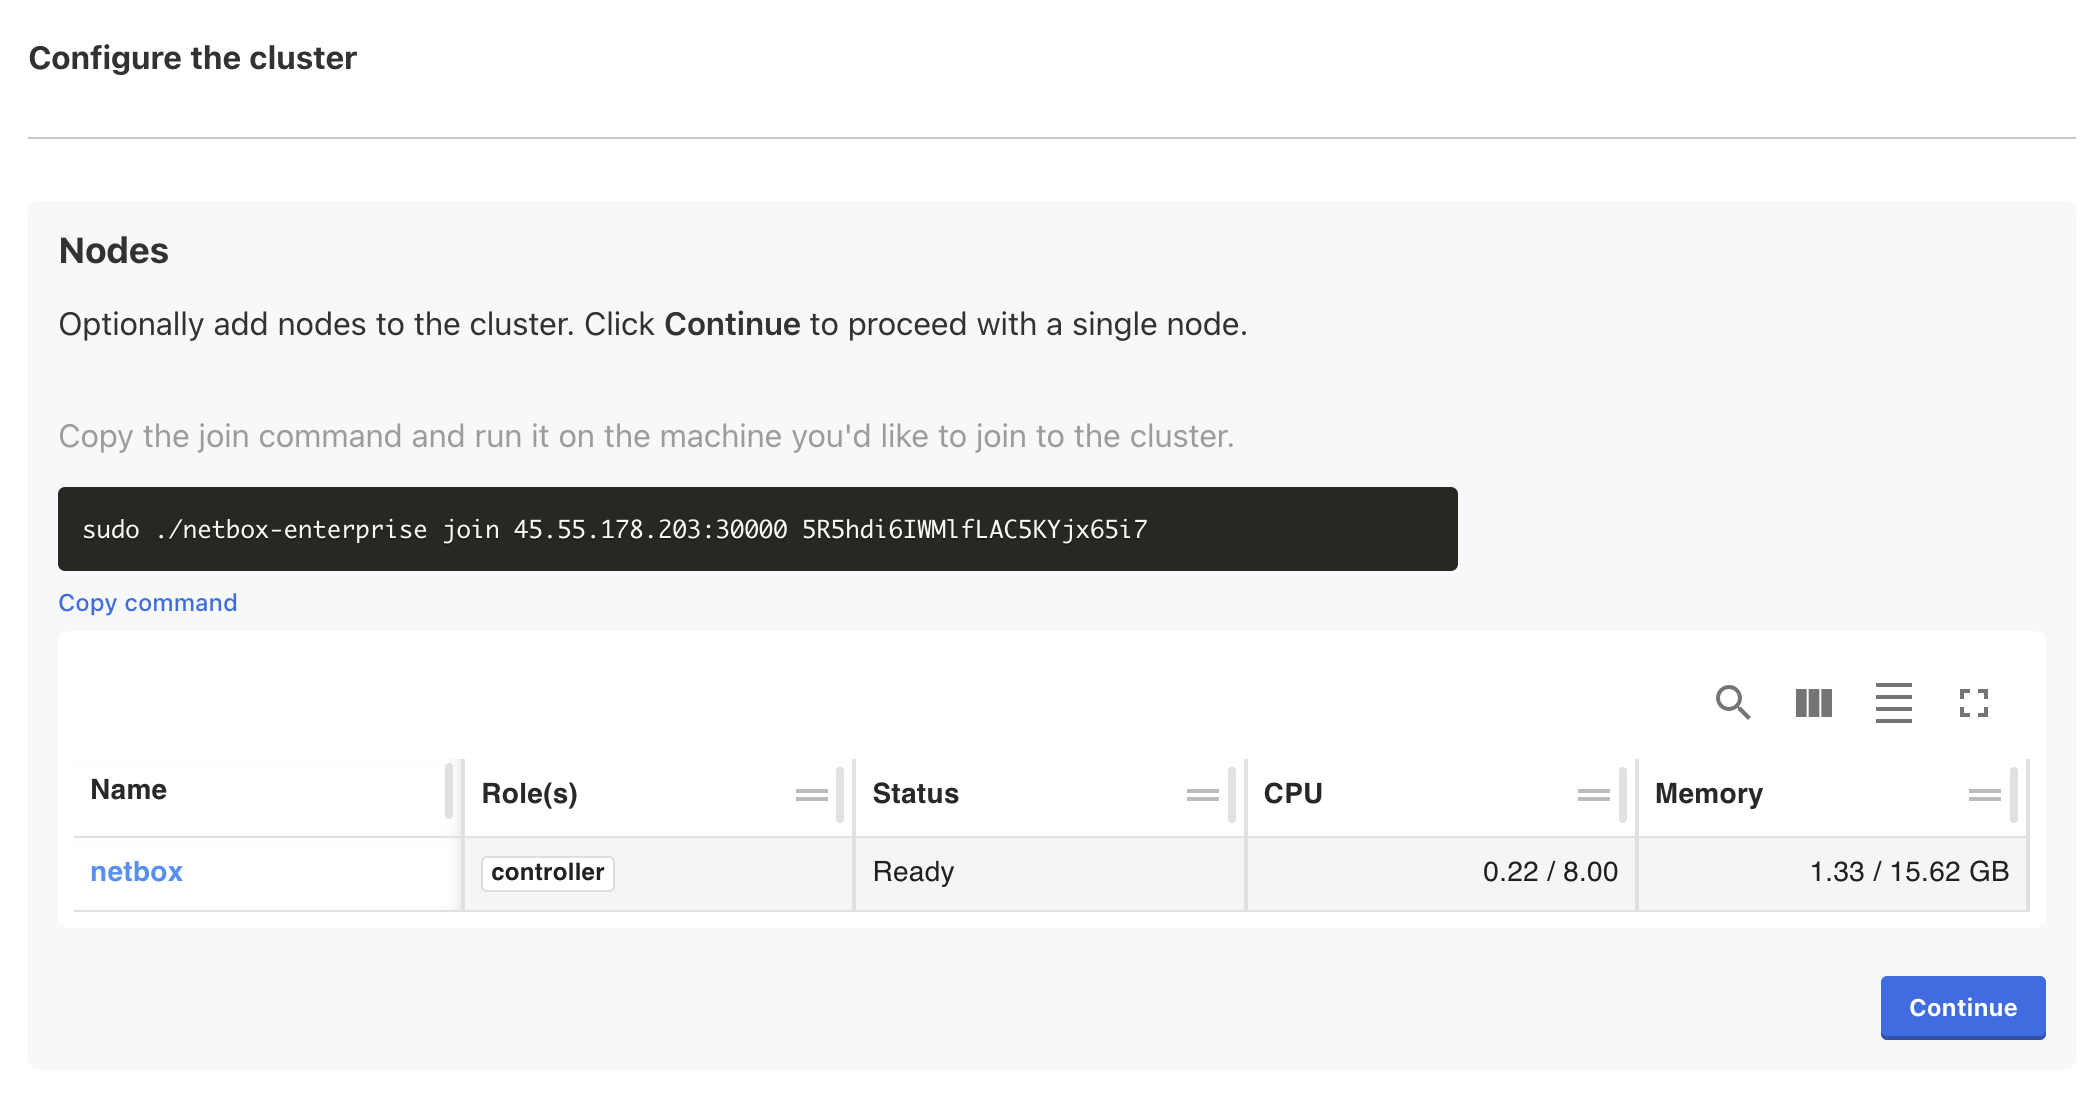 Configure the cluster
Nodes
Optionally add nodes to the cluster. Click Continue to proceed with a single node.
Copy the join command and run it on the machine you'd like to join to the cluster.
sudo ./netbox-enterprise join 45.55.178.203:30000 5R5hdi6IWMlfLAC5KYjx65i7
Copy command
Name Role(s) Status CPU Memory
netbox controller Ready 0.22 / 8.00 1.33 / 15.62 GB
Continue